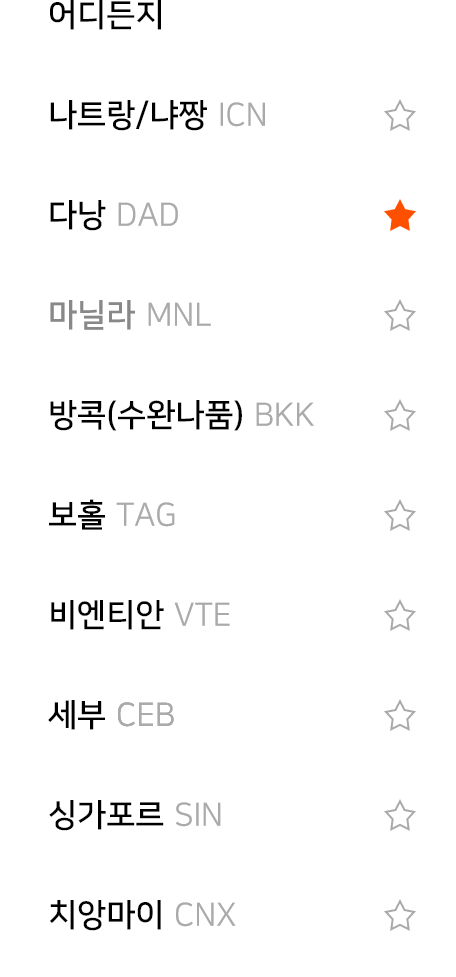 어디든지
나트랑/냐짱 ICN
다낭 DAD
마닐라 MNL
방콕(수완나품) BKK
보홀 TAG
비엔티안 VTE
세부 CEB
싱가포르 SIN
치앙마이 CNX